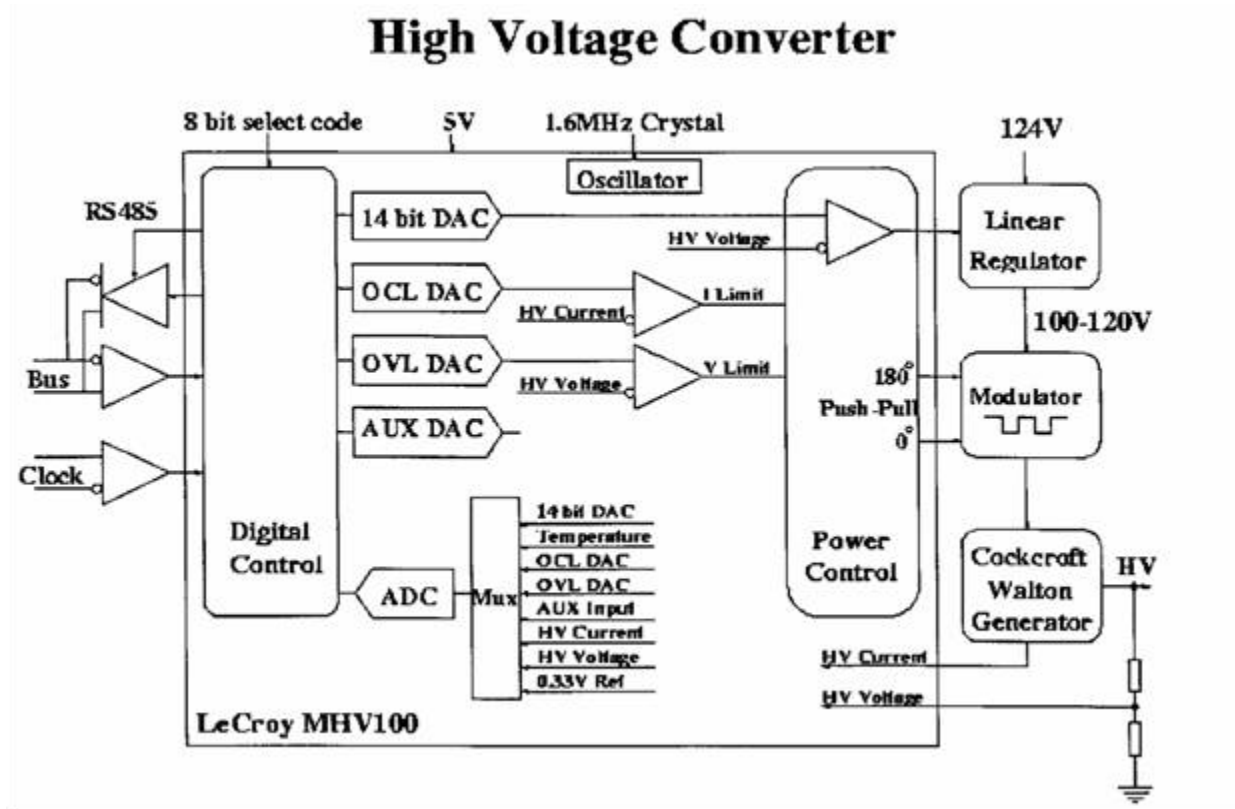 High Voltage Converter
8 bit select code
5V
1.6MHz Crystal
124V
Oscillator
RS485
14 bit DAC
HV Voltage
Linear
Regulator
OCL DAC
HV Current
I Limit
100-120V
OVL DAC
HV Voltage
V Limit
Bus
180°
Push-Pull
0°
Modulator
AUX DAC
Clock
Digital
Control
ADC
Mux
14 bit DAC
Temperature
OCL DAC
OVL DAC
AUX Input
HV Current
HV Voltage
0.33V Ref
Power
Control
Cockcroft
Walton
Generator
HV
HV Current
HV Voltage
LeCroy MHV100